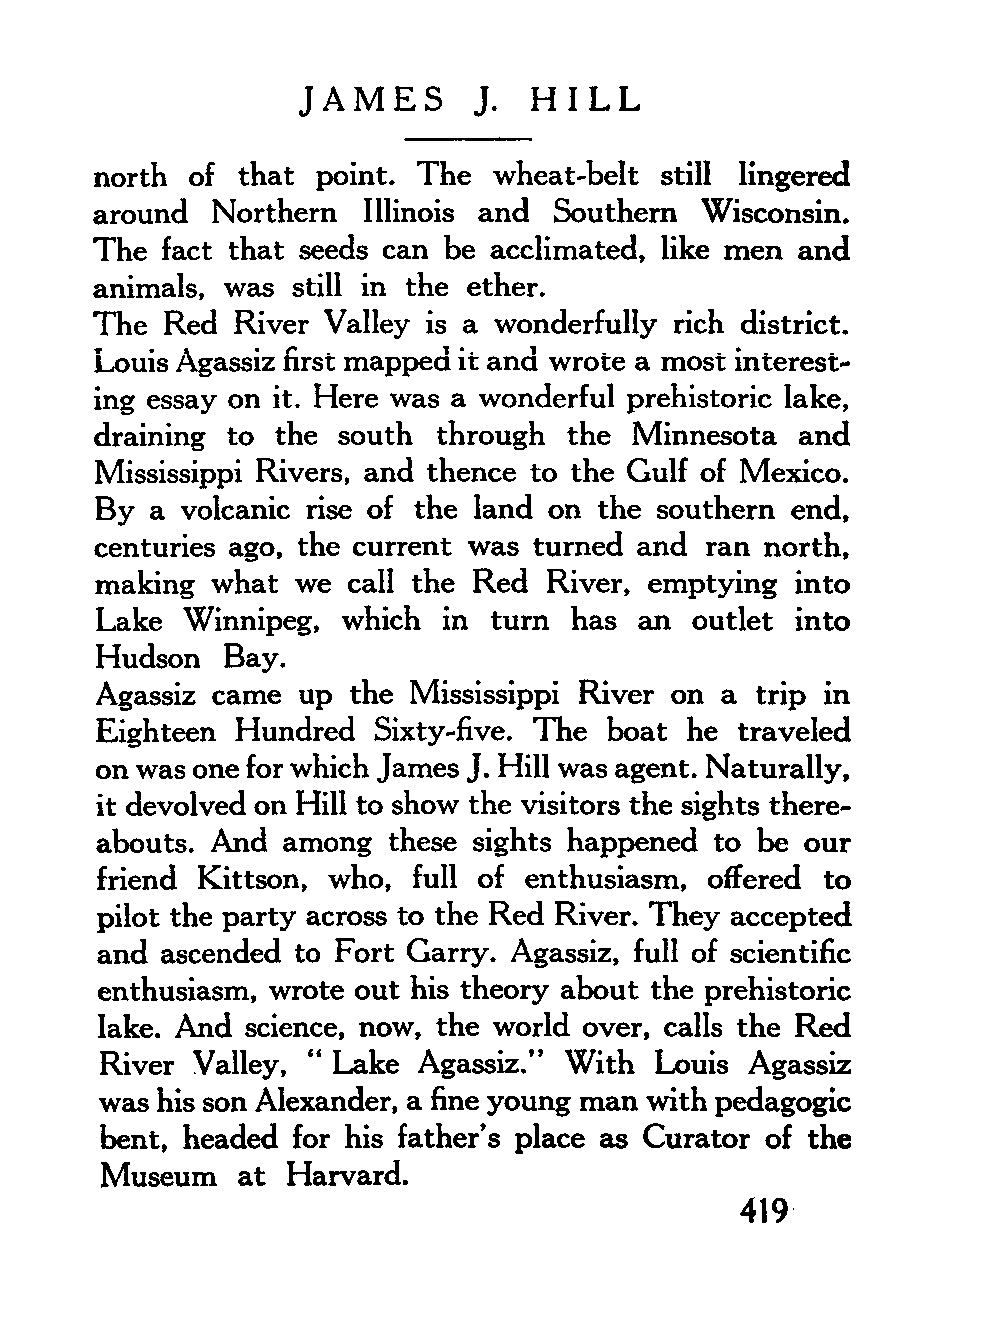 JAMES J. HILL
north of that point. The wheat-belt still lingered
around Northern Illinois and Southern Wisconsin.
The fact that seeds can be acclimated, like men and
animals, was still in the ether.
The Red River Valley is a wonderfully rich district.
Louis Agassiz first mapped it and wrote a most interest-
ing essay on it. Here was a wonderful prehistoric lake,
draining to the south through the Minnesota and
Mississippi Rivers, and thence to the Gulf of Mexico.
By a volcanic rise of the land on the southern end,
centuries ago, the current was turned and ran north,
making what we call the Red River, emptying into
Lake Winnipeg, which in turn has an outlet into
Hudson Bay.
Agassiz came up the Mississippi River on a trip in
Eighteen Hundred Sixty-five. The boat he traveled
on was one for which James J. Hill was agent. Naturally,
it devolved on Hill to show the visitors the sights there-
abouts. And among these sights happened to be our
friend Kittson, who, full of enthusiasm, offered to
pilot the party across to the Red River. They accepted
and ascended to Fort Garry. Agassiz, full of scientific
enthusiasm, wrote out his theory about the prehistoric
lake. And science, now, the world over, calls the Red
River Valley, "Lake Agassiz." With Louis Agassiz
was his son Alexander, a fine young man with pedagogic
bent, headed for his father's place as Curator of the
Museum at Harvard.
419